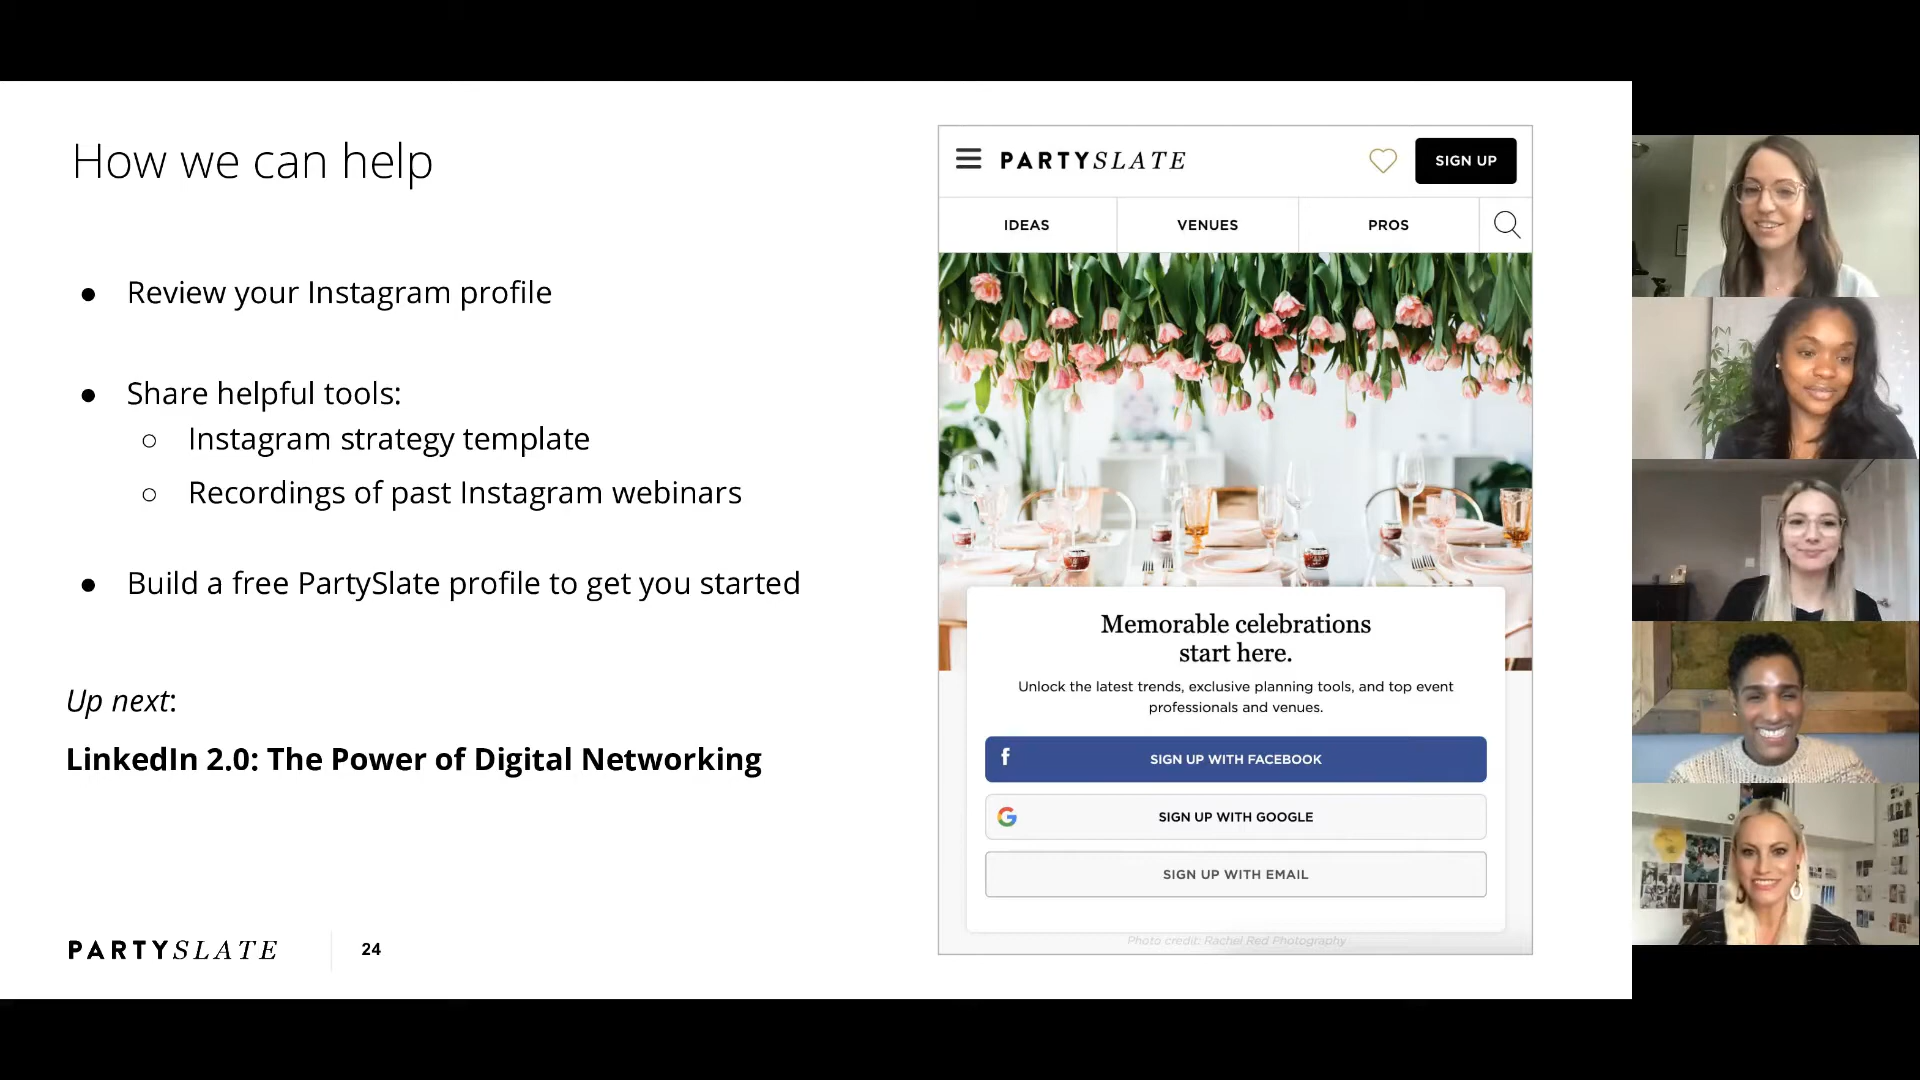 How we can help
● Review your Instagram profile
● Share helpful tools:
○ Instagram strategy template
○ Recordings of past Instagram webinars
● Build a free PartySlate profile to get you started
Up next:
LinkedIn 2.0: The Power of Digital Networking
PARTYSLATE
24
PARTYSLATE
SIGN UP
IDEAS
VENUES
PROS
Memorable celebrations
start here.
Unlock the latest trends, exclusive planning tools, and top event
professionals and venues.
f SIGN UP WITH FACEBOOK
G SIGN UP WITH GOOGLE
SIGN UP WITH EMAIL
Photo credit: Rachel Red Photography